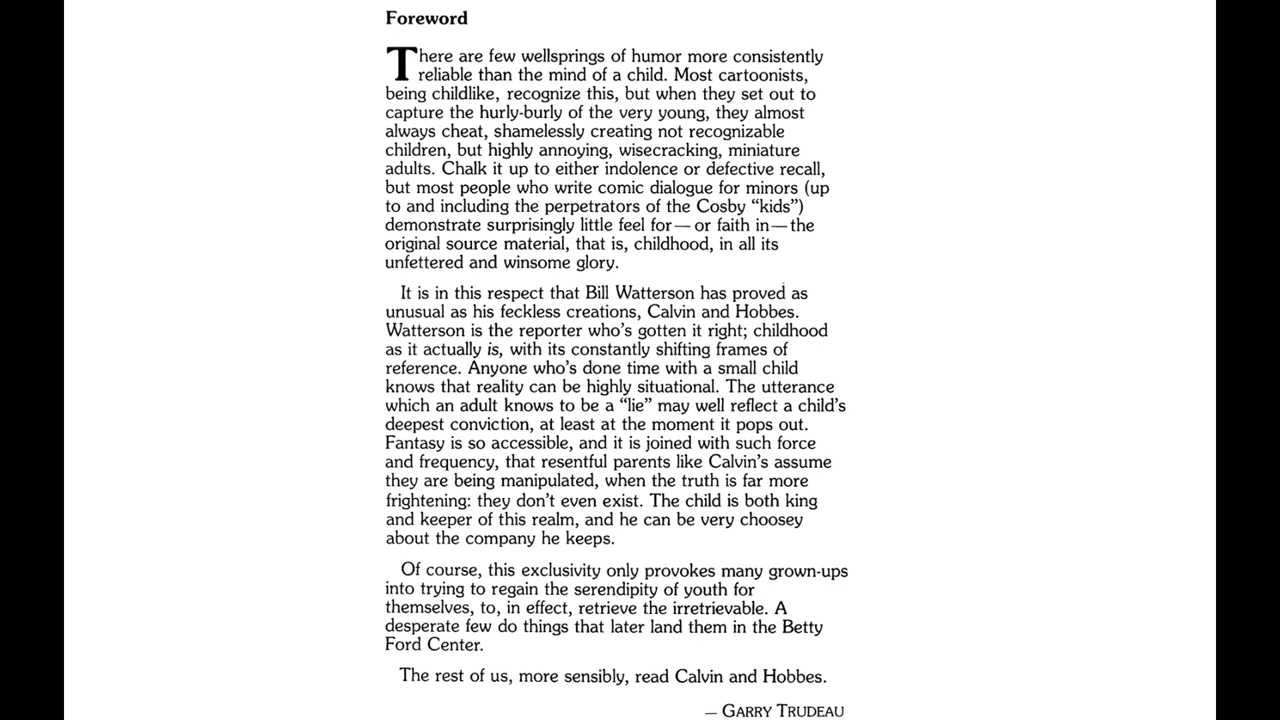 Foreword
There are few wellsprings of humor more consistently
reliable than the mind of a child. Most cartoonists,
being childlike, recognize this, but when they set out to
capture the hurly-burly of the very young, they almost
always cheat, shamelessly creating not recognizable
children, but highly annoying, wisecracking, miniature
adults. Chalk it up to either indolence or defective recall,
but most people who write comic dialogue for minors (up
to and including the perpetrators of the Cosby “kids”)
demonstrate surprisingly little feel for—or faith in—the
original source material, that is, childhood, in all its
unfettered and winsome glory.
It is in this respect that Bill Watterson has proved as
unusual as his feckless creations, Calvin and Hobbes.
Watterson is the reporter who’s gotten it right; childhood
as it actually is, with its constantly shifting frames of
reference. Anyone who’s done time with a small child
knows that reality can be highly situational. The utterance
which an adult knows to be a “lie” may well reflect a child’s
deepest conviction, at least at the moment it pops out.
Fantasy is so accessible, and it is joined with such force
and frequency, that resentful parents like Calvin’s assume
they are being manipulated, when the truth is far more
frightening: they don’t even exist. The child is both king
and keeper of this realm, and he can be very choosey
about the company he keeps.
Of course, this exclusivity only provokes many grown-ups
into trying to regain the serendipity of youth for
themselves, to, in effect, retrieve the irretrievable. A
desperate few do things that later land them in the Betty
Ford Center.
The rest of us, more sensibly, read Calvin and Hobbes.
— GARRY TRUDEAU